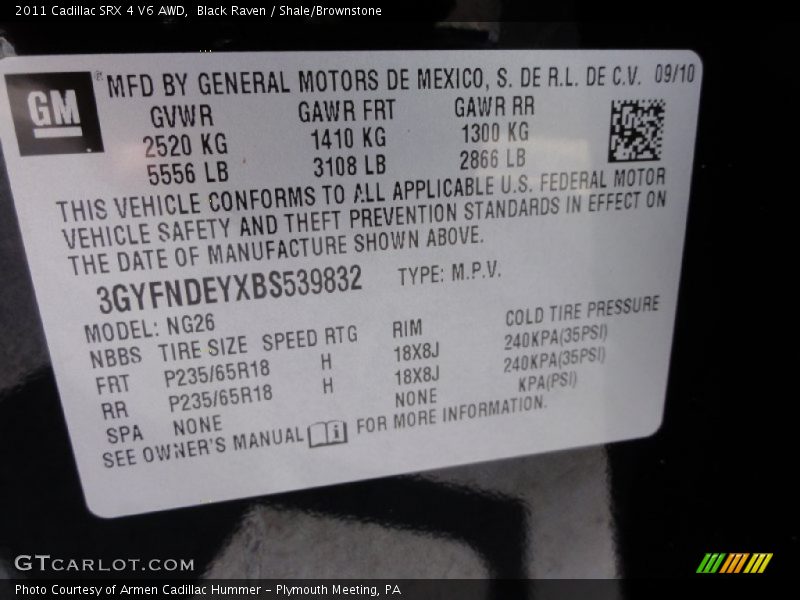 2011 Cadillac SRX 4 V6 AWD,  Black Raven / Shale/Brownstone
GM
® MFD BY GENERAL MOTORS DE MEXICO, S. DE R.L. DE C.V. 09/10
GVWR GAWR FRT GAWR RR
2520 KG 1410 KG 1300 KG
5556 LB 3108 LB 2866 LB
THIS VEHICLE CONFORMS TO ALL APPLICABLE U.S. FEDERAL MOTOR
VEHICLE SAFETY AND THEFT PREVENTION STANDARDS IN EFFECT ON
THE DATE OF MANUFACTURE SHOWN ABOVE.
3GYFNDEYXBS539832 TYPE: M.P.V.
MODEL: NG26
NBBS TIRE SIZE SPEED RTG RIM COLD TIRE PRESSURE
FRT P235/65R18 H 18X8J 240KPA(35PSI)
RR P235/65R18 H 18X8J 240KPA(35PSI)
SPA NONE NONE KPA(PSI)
SEE OWNER'S MANUAL i FOR MORE INFORMATION.
GTCARLOT.COM
Photo Courtesy of Armen Cadillac Hummer – Plymouth Meeting, PA